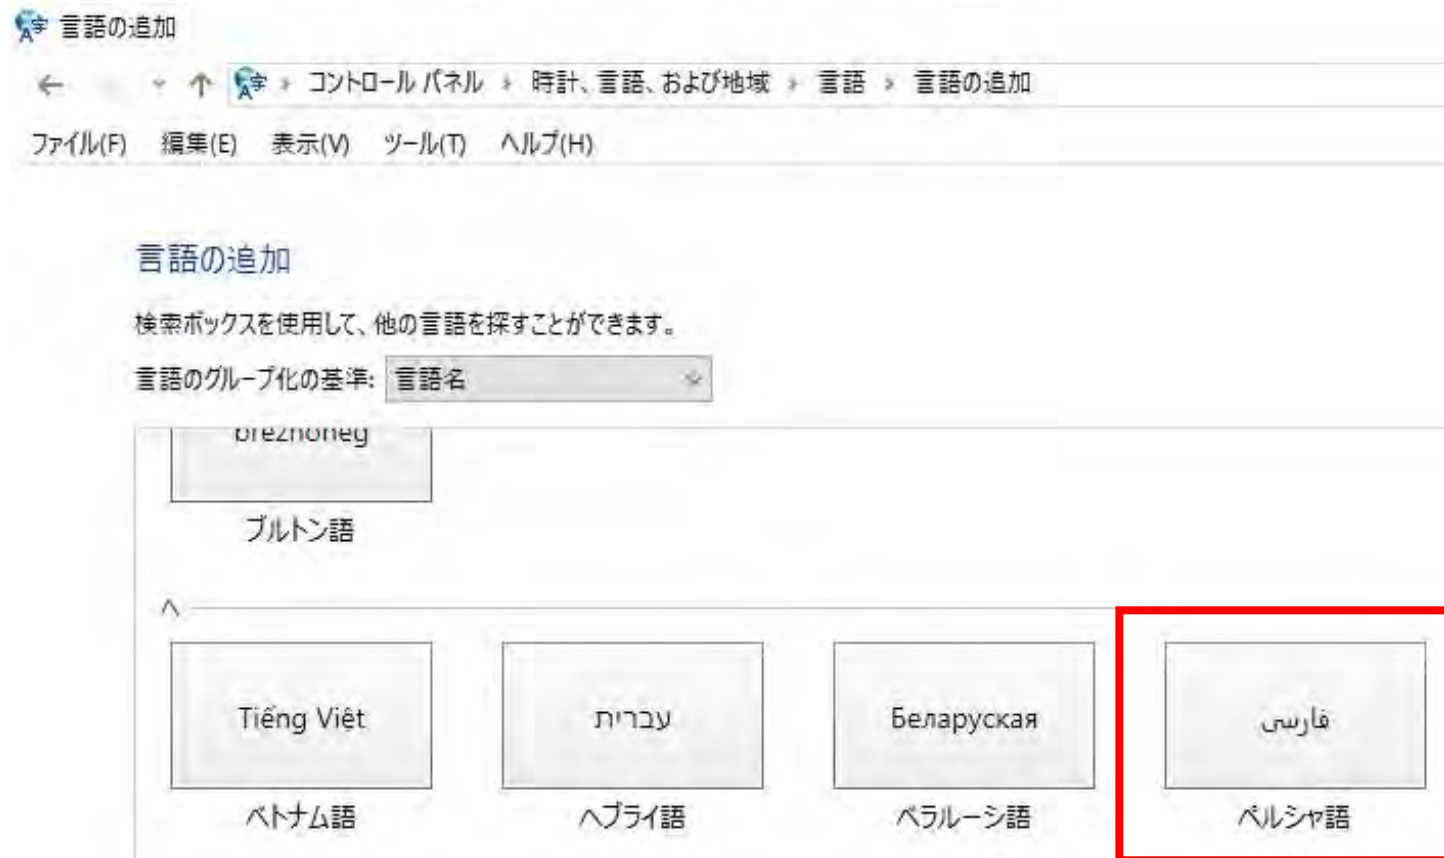 言語の追加
コントロール パネル › 時計、言語、および地域 › 言語 › 言語の追加
ファイル(F) 編集(E) 表示(V) ツール(T) ヘルプ(H)
言語の追加
検索ボックスを使用して、他の言語を探すことができます。
言語のグループ化の基準: 言語名
brezhoneg
ブルトン語
ヘ
Tiếng Việt עברית Беларуская فارسی
ベトナム語 ヘブライ語 ベラルーシ語 ペルシャ語